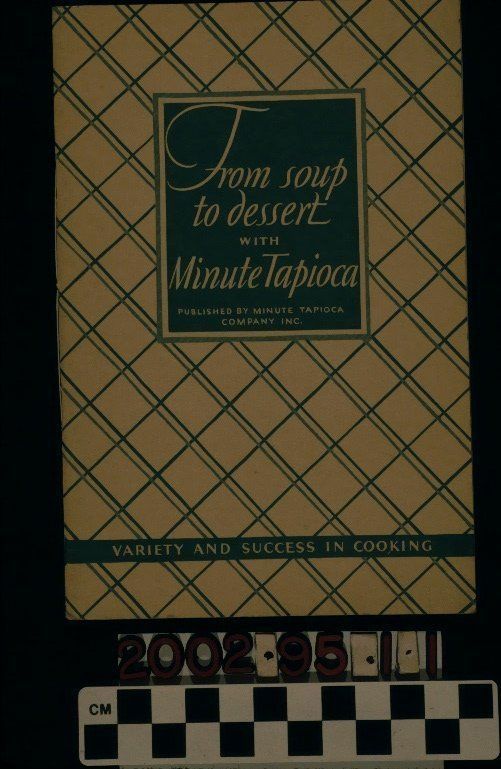 From soup
to dessert
WITH
Minute Tapioca
PUBLISHED BY MINUTE TAPIOCA
COMPANY INC.
VARIETY AND SUCCESS IN COOKING
2002.95.1.1
CM